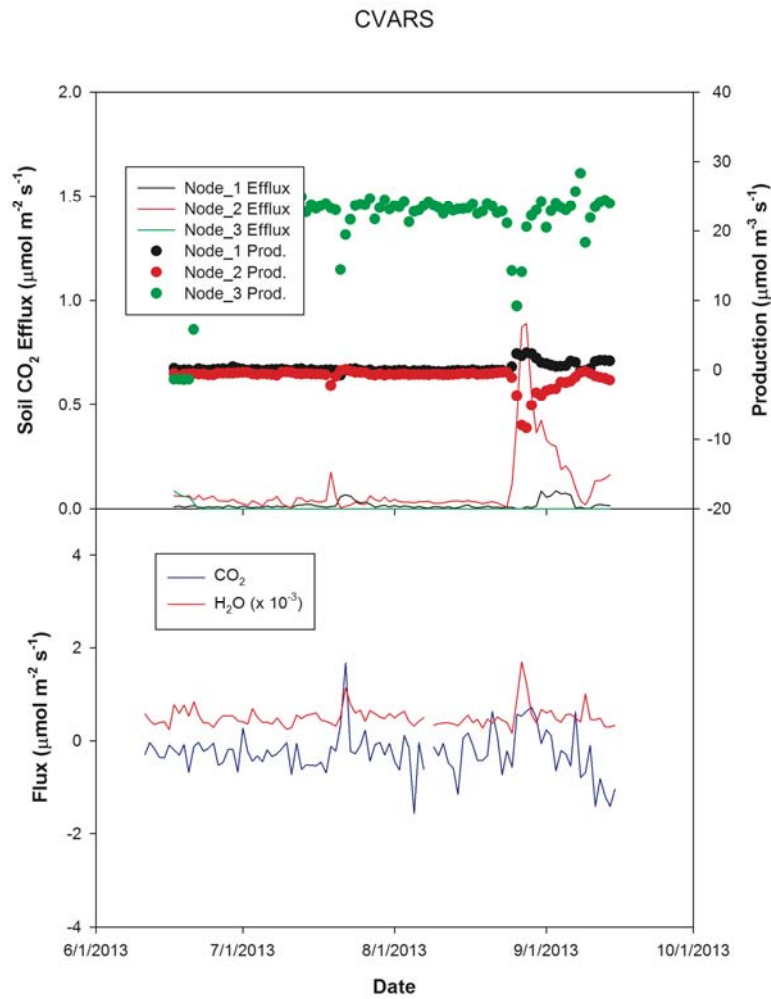 CVARS
2.0
1.5
1.0
0.5
0.0
Soil CO2 Efflux (μmol m-2 s-1)
40
30
20
10
0
-10
-20
Production (μmol m-3 s-1)
Node_1 Efflux
Node_2 Efflux
Node_3 Efflux
Node_1 Prod.
Node_2 Prod.
Node_3 Prod.
4
2
0
-2
-4
Flux (μmol m-2 s-1)
CO2
H2O (x 10-3)
6/1/2013
7/1/2013
8/1/2013
9/1/2013
10/1/2013
Date